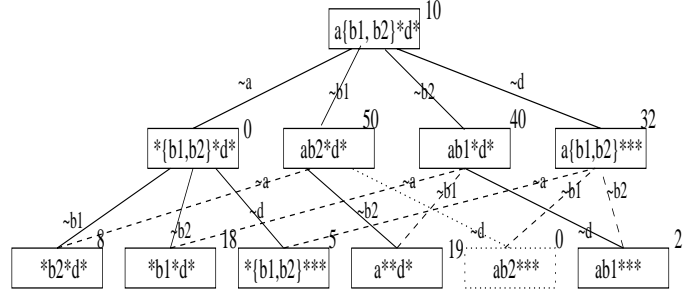 10
a{b1, b2}*d*
~a
~b1
~b2
~d
0
50
40
32
*{b1,b2}*d*
ab2*d*
ab1*d*
a{b1,b2}***
~b1
~a
~b2
~d
~b2
~a
~b1
~d
~a
~b1
~d
~b2
8
18
5
19
0
2
*b2*d*
*b1*d*
*{b1,b2}***
a**d*
ab2***
ab1***